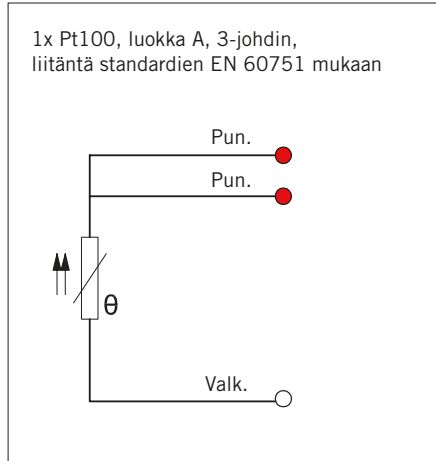 1x Pt100, luokka A, 3-johdin,
liitäntä standardien EN 60751 mukaan
Pun.
Pun.
θ
Valk.